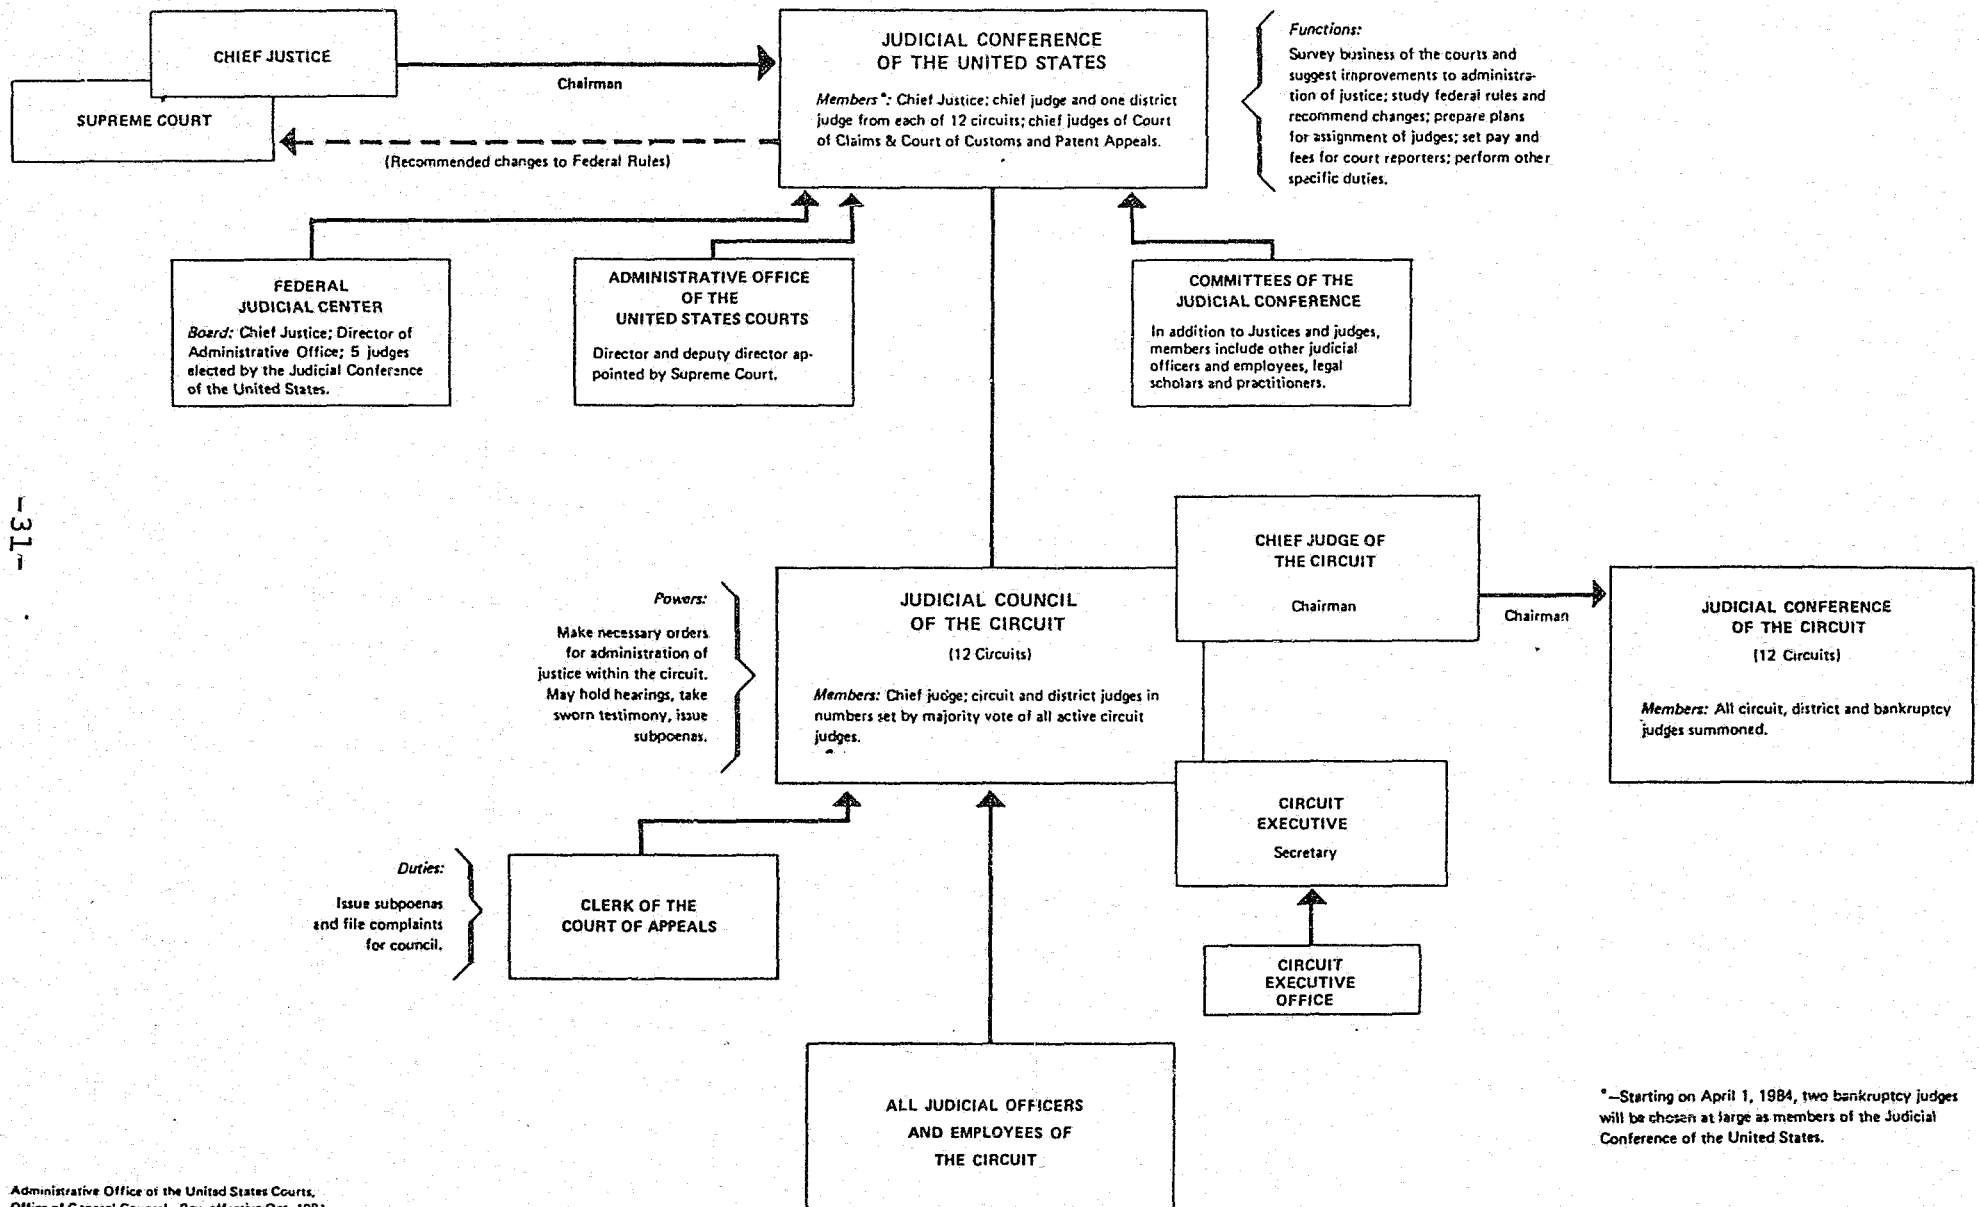 CHIEF JUSTICE
SUPREME COURT
Chairman
(Recommended changes to Federal Rules)
JUDICIAL CONFERENCE
OF THE UNITED STATES
Members*: Chief Justice; chief judge and one district
judge from each of 12 circuits; chief judges of Court
of Claims & Court of Customs and Patent Appeals.
Functions:
Survey business of the courts and
suggest improvements to administra-
tion of justice; study federal rules and
recommend changes; prepare plans
for assignment of judges; set pay and
fees for court reporters; perform other
specific duties.
FEDERAL
JUDICIAL CENTER
Board: Chief Justice; Director of
Administrative Office; 5 judges
elected by the Judicial Conference
of the United States.
ADMINISTRATIVE OFFICE
OF THE
UNITED STATES COURTS
Director and deputy director ap-
pointed by Supreme Court.
COMMITTEES OF THE
JUDICIAL CONFERENCE
In addition to Justices and judges,
members include other judicial
officers and employees, legal
scholars and practitioners.
-31-
Powers:
Make necessary orders
for administration of
justice within the circuit.
May hold hearings, take
sworn testimony, issue
subpoenas.
JUDICIAL COUNCIL
OF THE CIRCUIT
(12 Circuits)
Members: Chief judge; circuit and district judges in
numbers set by majority vote of all active circuit
judges.
CHIEF JUDGE OF
THE CIRCUIT
Chairman
Chairman
JUDICIAL CONFERENCE
OF THE CIRCUIT
(12 Circuits)
Members: All circuit, district and bankruptcy
judges summoned.
CIRCUIT
EXECUTIVE
Secretary
Duties:
Issue subpoenas
and file complaints
for council.
CLERK OF THE
COURT OF APPEALS
CIRCUIT
EXECUTIVE
OFFICE
ALL JUDICIAL OFFICERS
AND EMPLOYEES OF
THE CIRCUIT
*—Starting on April 1, 1984, two bankruptcy judges
will be chosen at large as members of the Judicial
Conference of the United States.
Administrative Office of the United States Courts,
Office of General Counsel